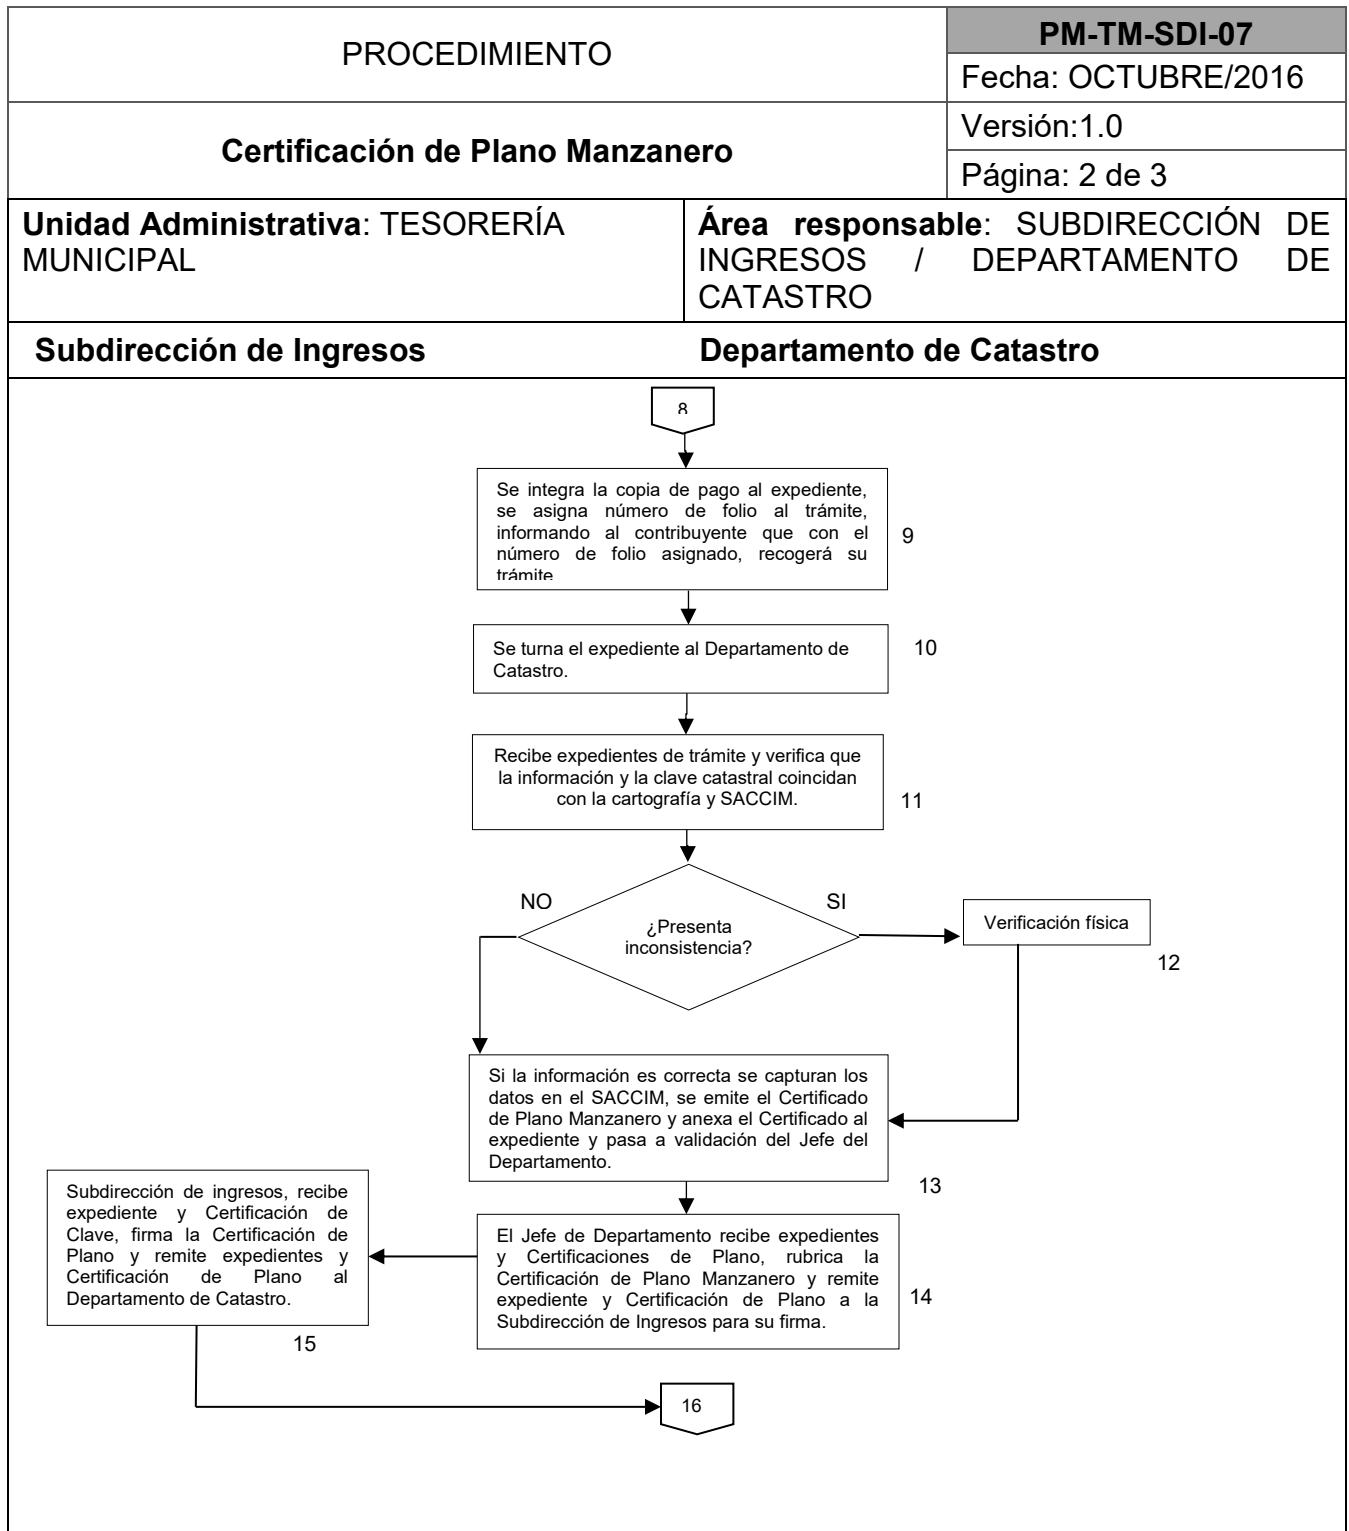 PROCEDIMIENTO
PM-TM-SDI-07
Fecha: OCTUBRE/2016
Certificación de Plano Manzanero
Versión:1.0
Página: 2 de 3
Unidad Administrativa: TESORERÍA
MUNICIPAL
Área responsable: SUBDIRECCIÓN DE
INGRESOS / DEPARTAMENTO DE
CATASTRO
Subdirección de Ingresos
Departamento de Catastro
8
Se integra la copia de pago al expediente,
se asigna número de folio al trámite,
informando al contribuyente que con el
número de folio asignado, recogerá su
trámite
9
Se turna el expediente al Departamento de
Catastro.
10
Recibe expedientes de trámite y verifica que
la información y la clave catastral coincidan
con la cartografía y SACCIM.
11
NO
SI
¿Presenta
inconsistencia?
Verificación física
12
Si la información es correcta se capturan los
datos en el SACCIM, se emite el Certificado
de Plano Manzanero y anexa el Certificado al
expediente y pasa a validación del Jefe del
Departamento.
13
El Jefe de Departamento recibe expedientes
y Certificaciones de Plano, rubrica la
Certificación de Plano Manzanero y remite
expediente y Certificación de Plano a la
Subdirección de Ingresos para su firma.
14
Subdirección de ingresos, recibe
expediente y Certificación de
Clave, firma la Certificación de
Plano y remite expedientes y
Certificación de Plano al
Departamento de Catastro.
15
16